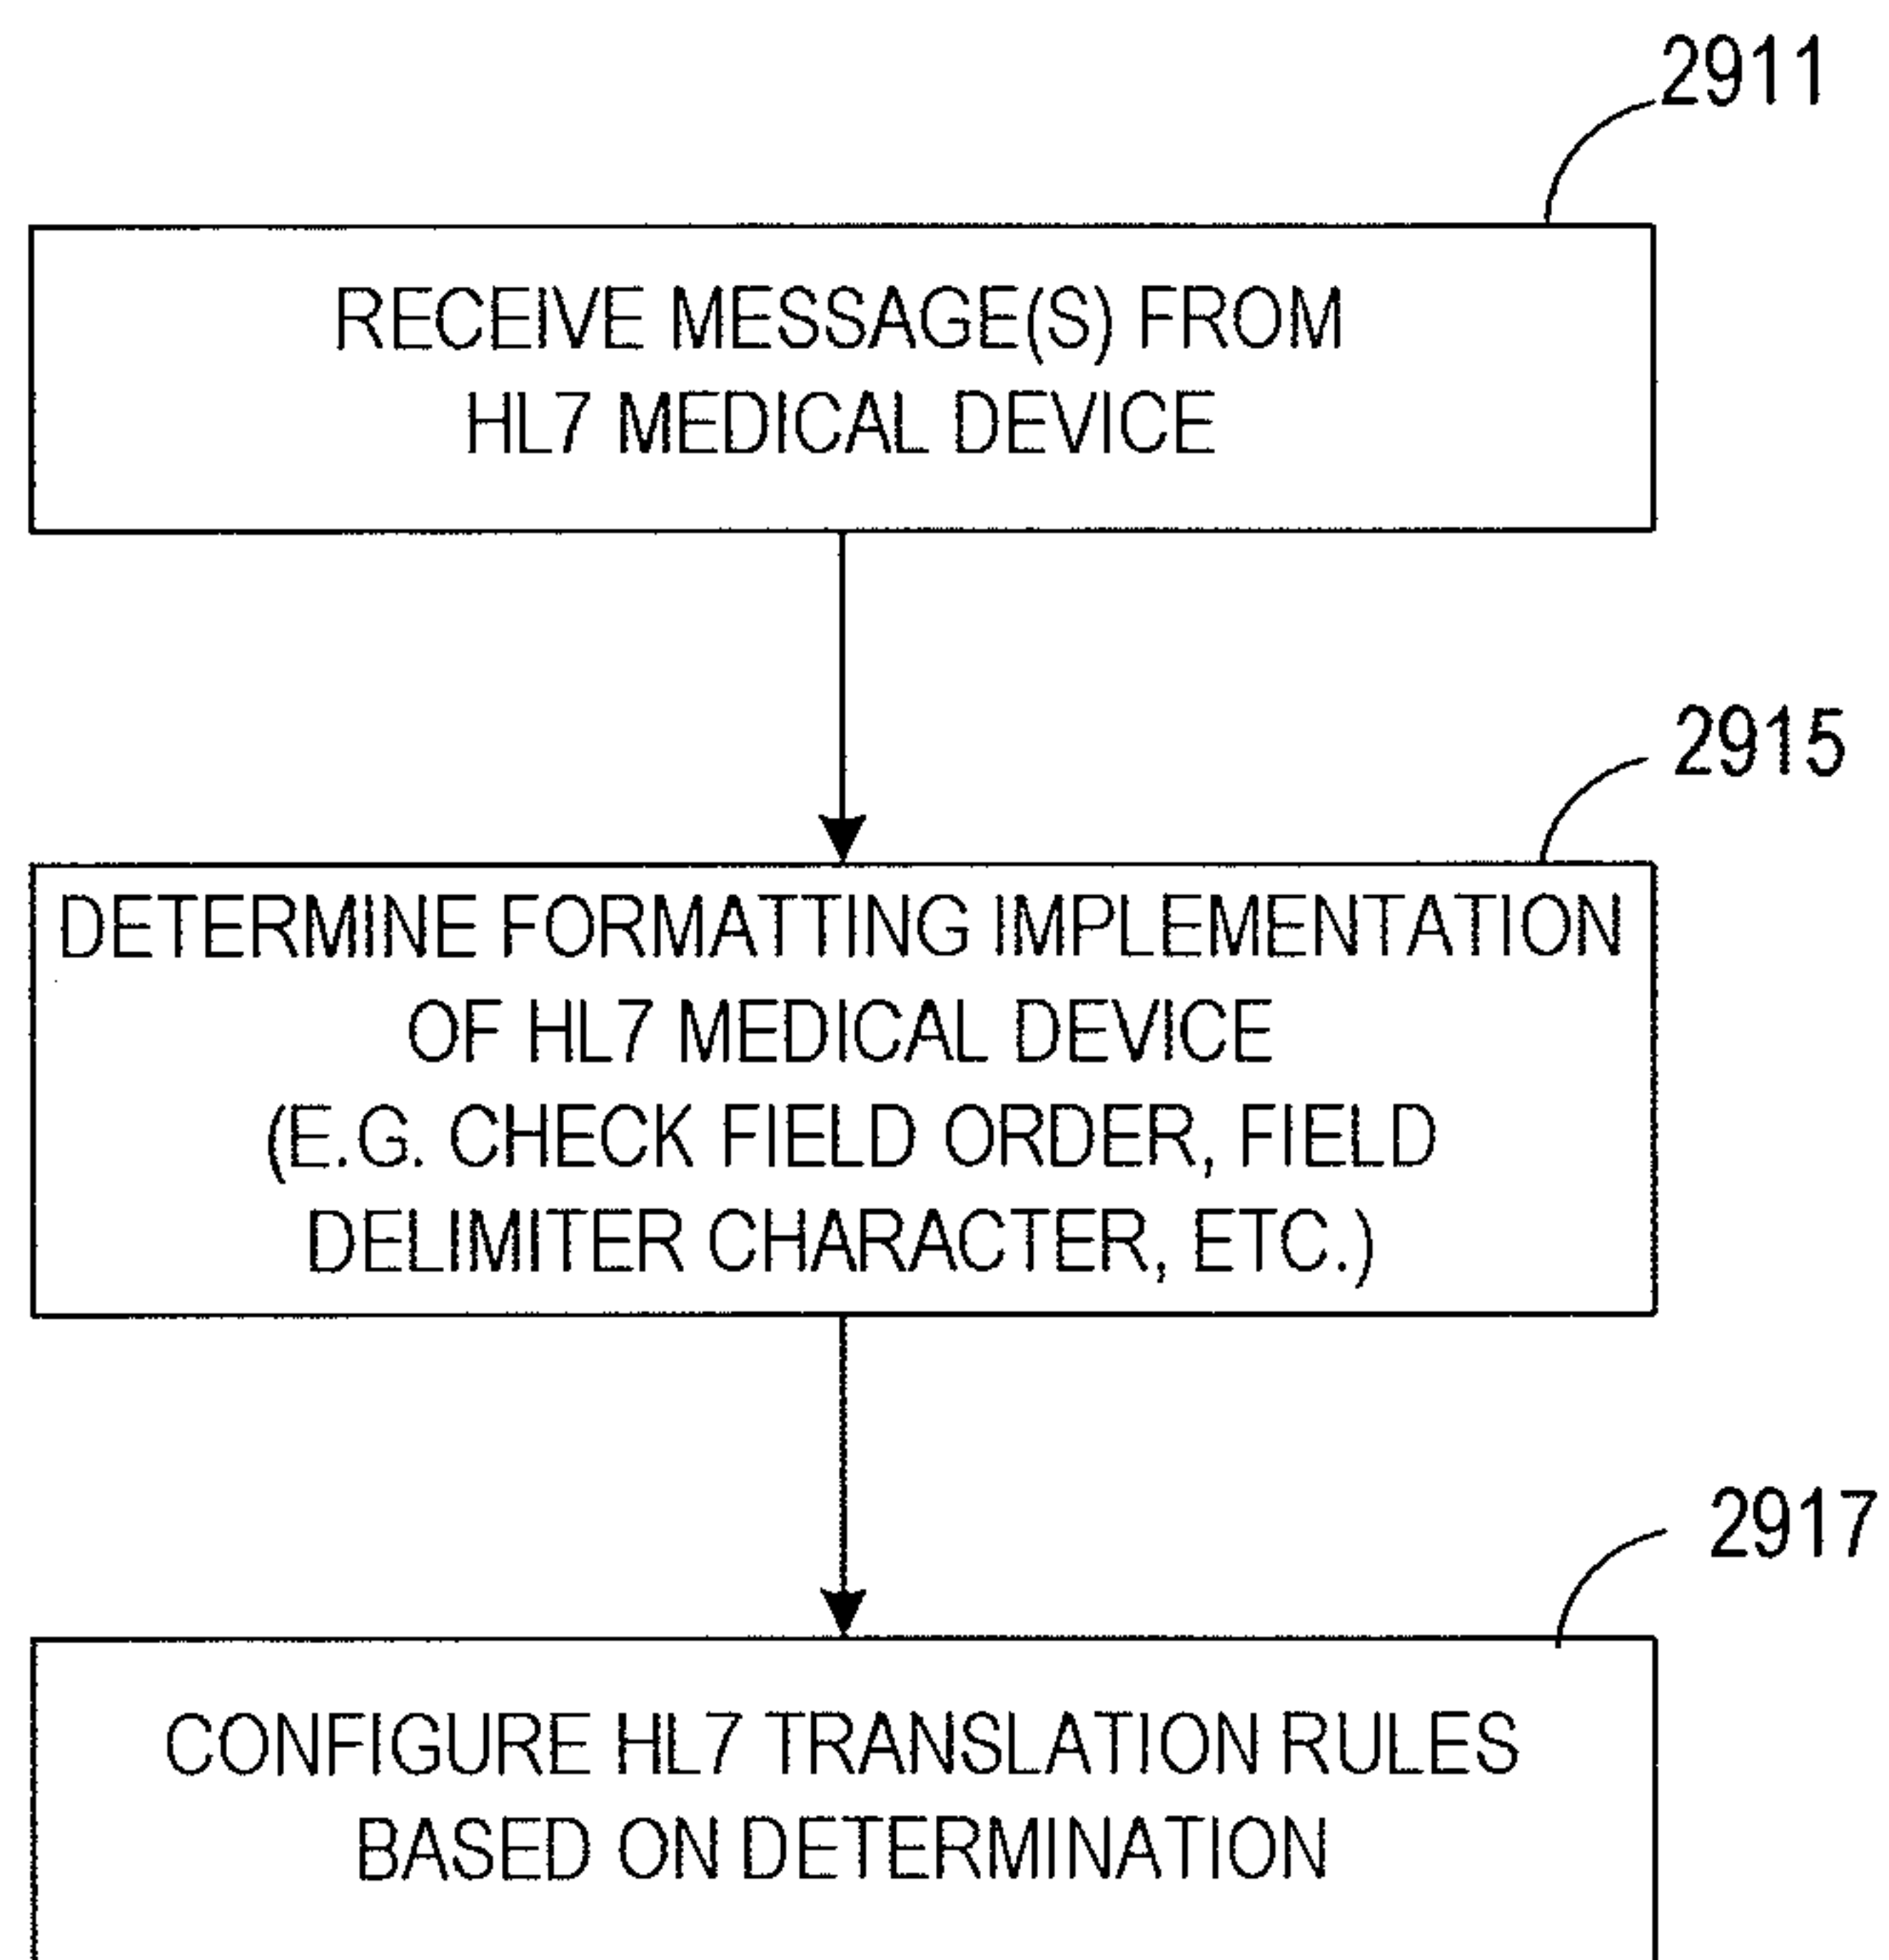 2911
RECEIVE MESSAGE(S) FROM
HL7 MEDICAL DEVICE
2915
DETERMINE FORMATTING IMPLEMENTATION
OF HL7 MEDICAL DEVICE
(E.G. CHECK FIELD ORDER, FIELD
DELIMITER CHARACTER, ETC.)
2917
CONFIGURE HL7 TRANSLATION RULES
BASED ON DETERMINATION